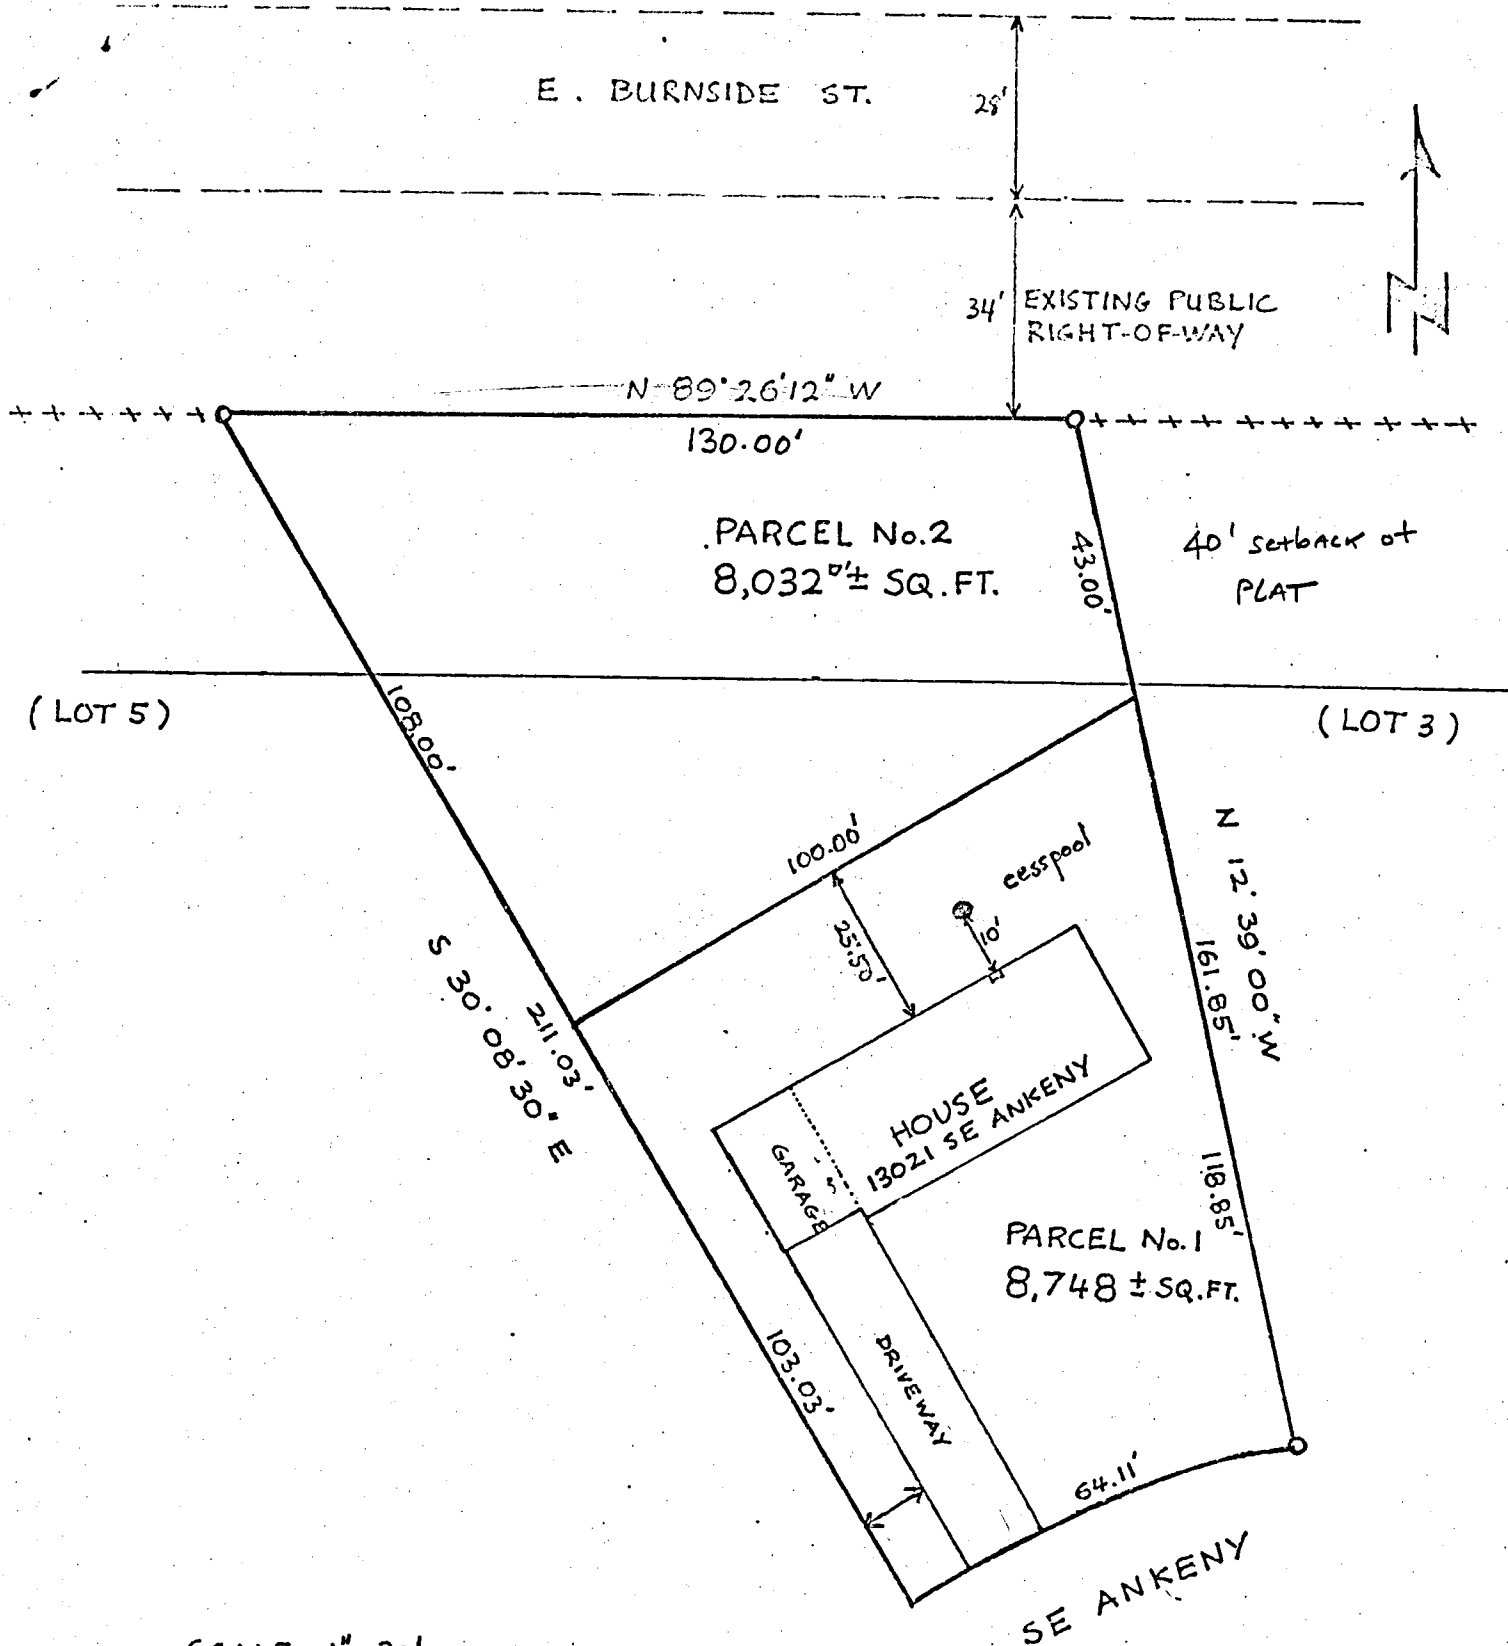 E. BURNSIDE ST.
28'
34'
EXISTING PUBLIC
RIGHT-OF-WAY
N
N 89°26'12" W
130.00'
PARCEL No.2
8,032□'± SQ.FT.
43.00'
40' setback of
PLAT
(LOT 5)
(LOT 3)
108.00'
100.00'
cesspool
25.50'
10'
N 12° 39' 00" W
161.85'
S 30° 08' 30" E
211.03'
HOUSE
13021 SE ANKENY
GARAGE
118.85'
PARCEL No.1
8,748 ± SQ.FT.
103.03'
DRIVEWAY
64.11'
SE ANKENY